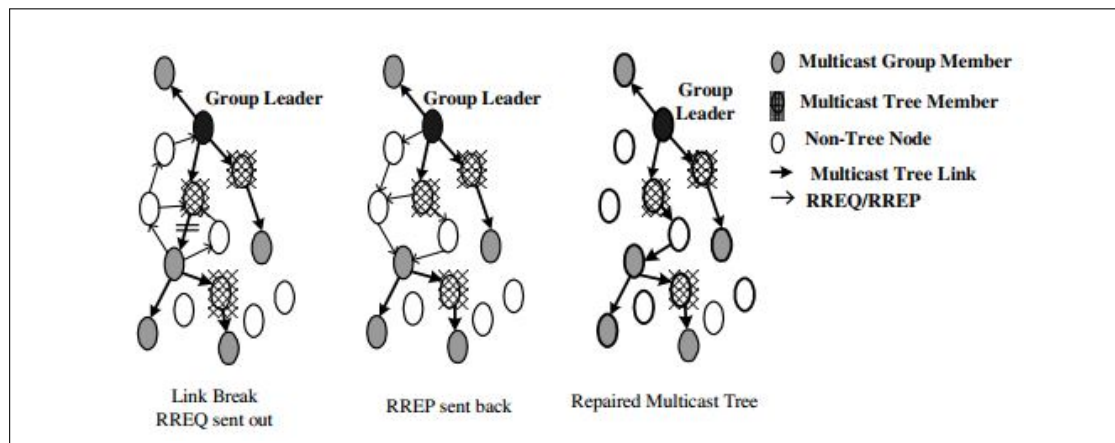 Group Leader
Link Break
RREQ sent out
Group Leader
RREP sent back
Group
Leader
Repaired Multicast Tree
Multicast Group Member
Multicast Tree Member
Non-Tree Node
Multicast Tree Link
RREQ/RREP